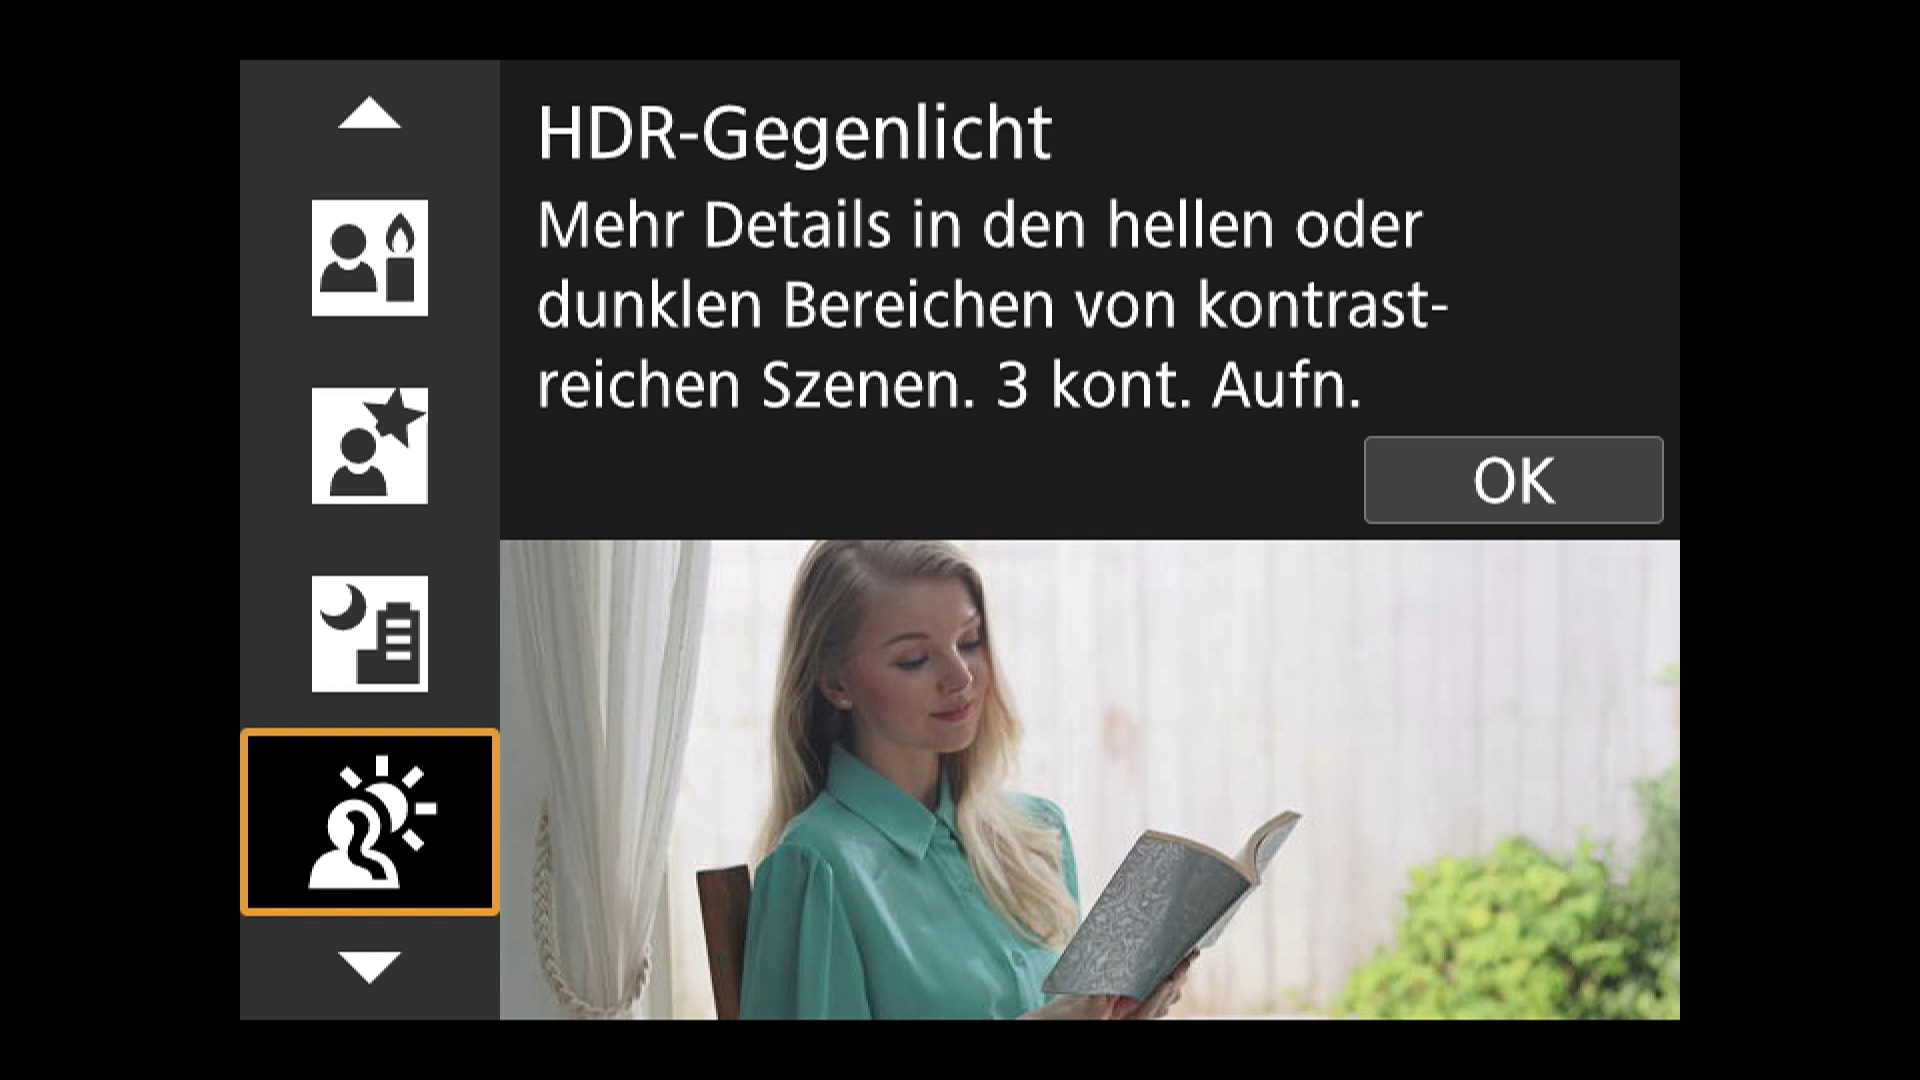 HDR-Gegenlicht
Mehr Details in den hellen oder
dunklen Bereichen von kontrast-
reichen Szenen. 3 kont. Aufn.
OK